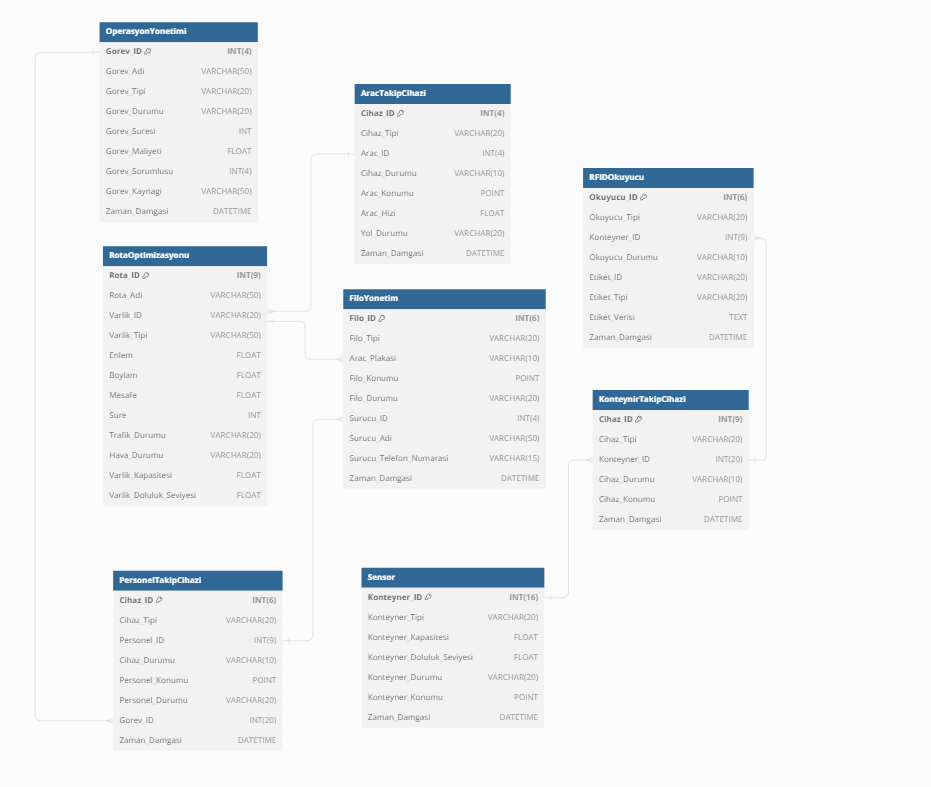 OperasyonYonetimi
Gorev_ID INT(4)
Gorev_Adi VARCHAR(50)
Gorev_Tipi VARCHAR(20)
Gorev_Durumu VARCHAR(20)
Gorev_Suresi INT
Gorev_Maliyeti FLOAT
Gorev_Sorumlusu INT(4)
Gorev_Kaynagi VARCHAR(50)
Zaman_Damgasi DATETIME
AracTakipCihazi
Cihaz_ID INT(4)
Cihaz_Tipi VARCHAR(20)
Arac_ID INT(4)
Cihaz_Durumu VARCHAR(10)
Arac_Konumu POINT
Arac_Hizi FLOAT
Yol_Durumu VARCHAR(20)
Zaman_Damgasi DATETIME
RFIDOkuyucu
Okuyucu_ID INT(6)
Okuyucu_Tipi VARCHAR(20)
Konteyner_ID INT(9)
Okuyucu_Durumu VARCHAR(10)
Etiket_ID VARCHAR(20)
Etiket_Tipi VARCHAR(20)
Etiket_Verisi TEXT
Zaman_Damgasi DATETIME
RotaOptimizasyonu
Rota_ID INT(9)
Rota_Adi VARCHAR(50)
Varlik_ID VARCHAR(20)
Varlik_Tipi VARCHAR(50)
Enlem FLOAT
Boylam FLOAT
Mesafe FLOAT
Sure INT
Trafik_Durumu VARCHAR(20)
Hava_Durumu VARCHAR(20)
Varlik_Kapasitesi FLOAT
Varlik_Doluluk_Seviyesi FLOAT
FiloYonetim
Filo_ID INT(6)
Filo_Tipi VARCHAR(20)
Arac_Plakasi VARCHAR(10)
Filo_Konumu POINT
Filo_Durumu VARCHAR(20)
Surucu_ID INT(4)
Surucu_Adi VARCHAR(50)
Surucu_Telefon_Numarasi VARCHAR(15)
Zaman_Damgasi DATETIME
KonteynirTakipCihazi
Cihaz_ID INT(9)
Cihaz_Tipi VARCHAR(20)
Konteyner_ID INT(20)
Cihaz_Durumu VARCHAR(10)
Cihaz_Konumu POINT
Zaman_Damgasi DATETIME
PersonelTakipCihazi
Cihaz_ID INT(6)
Cihaz_Tipi VARCHAR(20)
Personel_ID INT(9)
Cihaz_Durumu VARCHAR(10)
Personel_Konumu POINT
Personel_Durumu VARCHAR(20)
Gorev_ID INT(20)
Zaman_Damgasi DATETIME
Sensor
Konteyner_ID INT(16)
Konteyner_Tipi VARCHAR(20)
Konteyner_Kapasitesi FLOAT
Konteyner_Doluluk_Seviyesi FLOAT
Konteyner_Durumu VARCHAR(20)
Konteyner_Konumu POINT
Zaman_Damgasi DATETIME